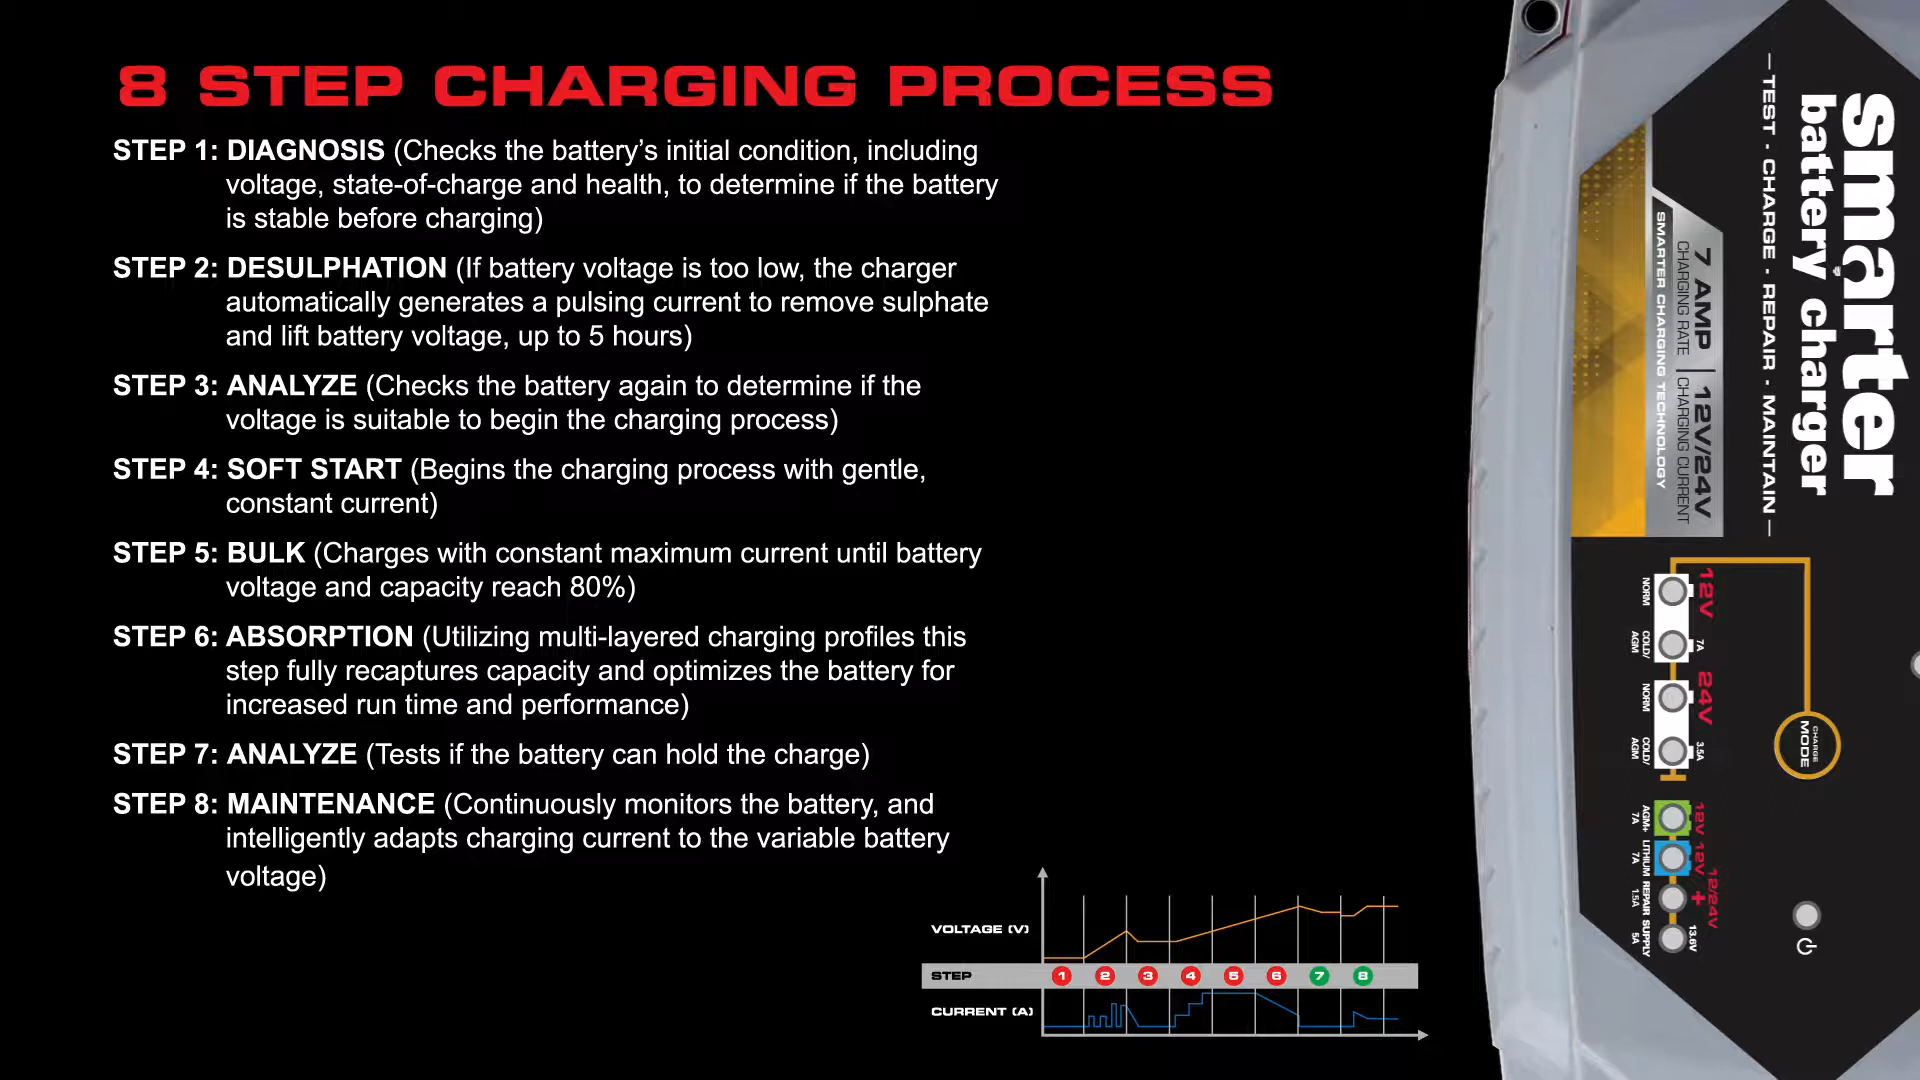 8 STEP CHARGING PROCESS
STEP 1: DIAGNOSIS (Checks the battery’s initial condition, including
voltage, state-of-charge and health, to determine if the battery
is stable before charging)
STEP 2: DESULPHATION (If battery voltage is too low, the charger
automatically generates a pulsing current to remove sulphate
and lift battery voltage, up to 5 hours)
STEP 3: ANALYZE (Checks the battery again to determine if the
voltage is suitable to begin the charging process)
STEP 4: SOFT START (Begins the charging process with gentle,
constant current)
STEP 5: BULK (Charges with constant maximum current until battery
voltage and capacity reach 80%)
STEP 6: ABSORPTION (Utilizing multi-layered charging profiles this
step fully recaptures capacity and optimizes the battery for
increased run time and performance)
STEP 7: ANALYZE (Tests if the battery can hold the charge)
STEP 8: MAINTENANCE (Continuously monitors the battery, and
intelligently adapts charging current to the variable battery
voltage)
VOLTAGE (V)
STEP 1 2 3 4 5 6 7 8
CURRENT (A)
smarter
battery charger
—TEST · CHARGE · REPAIR · MAINTAIN—
7 AMP | 12V/24V
CHARGING RATE | CHARGING CURRENT
SMARTER CHARGING TECHNOLOGY
12V
7A
NORM
COLD/
AGM
24V
3.5A
NORM
COLD/
AGM
CHARGE
MODE
12V
AGM+
7A
12V
LITHIUM
7A
12/24V
+
REPAIR
1.5A
13.6V
SUPPLY
5A